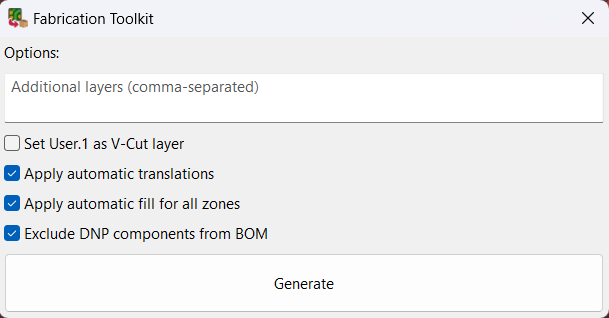 Fabrication Toolkit
Options:
Additional layers (comma-separated)
Set User.1 as V-Cut layer
Apply automatic translations
Apply automatic fill for all zones
Exclude DNP components from BOM
Generate